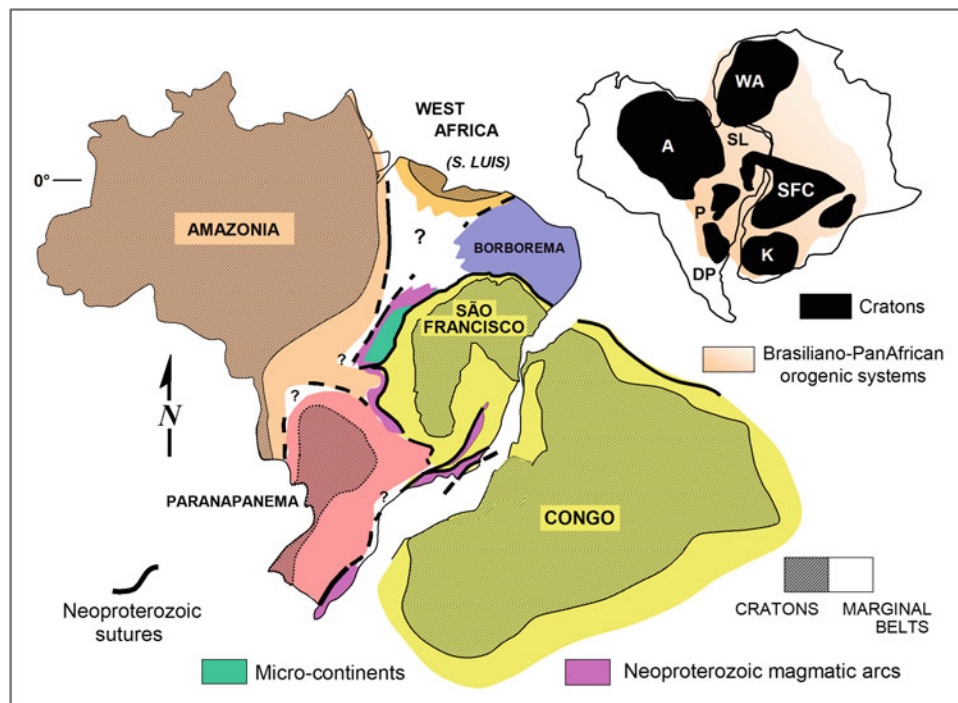 WEST
AFRICA
(S. LUIS)
0°
AMAZONIA
?
BORBOREMA
SÃO
FRANCISCO
?
?
N
PARANAPANEMA
?
CONGO
WA
A
SL
SFC
P
K
DP
Cratons
Brasiliano-PanAfrican
orogenic systems
Neoproterozoic
sutures
CRATONS
MARGINAL
BELTS
Micro-continents
Neoproterozoic magmatic arcs